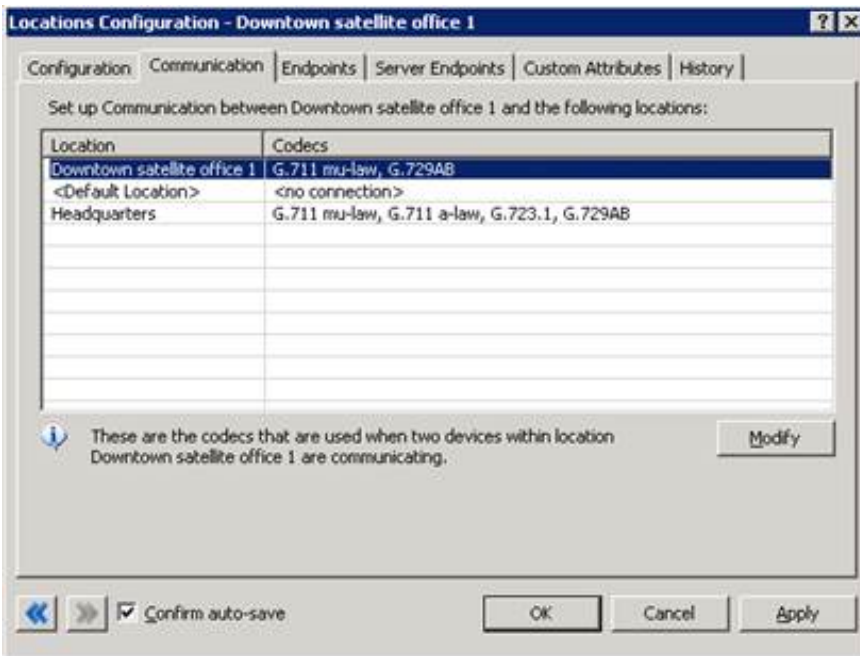 Locations Configuration - Downtown satellite office 1
Configuration Communication Endpoints Server Endpoints Custom Attributes History
Set up Communication between Downtown satellite office 1 and the following locations:
Location Codecs
Downtown satellite office 1 G.711 mu-law, G.729AB
<Default Location> <no connection>
Headquarters G.711 mu-law, G.711 a-law, G.723.1, G.729AB
These are the codecs that are used when two devices within location
Downtown satellite office 1 are communicating.
Modify
Confirm auto-save OK Cancel Apply